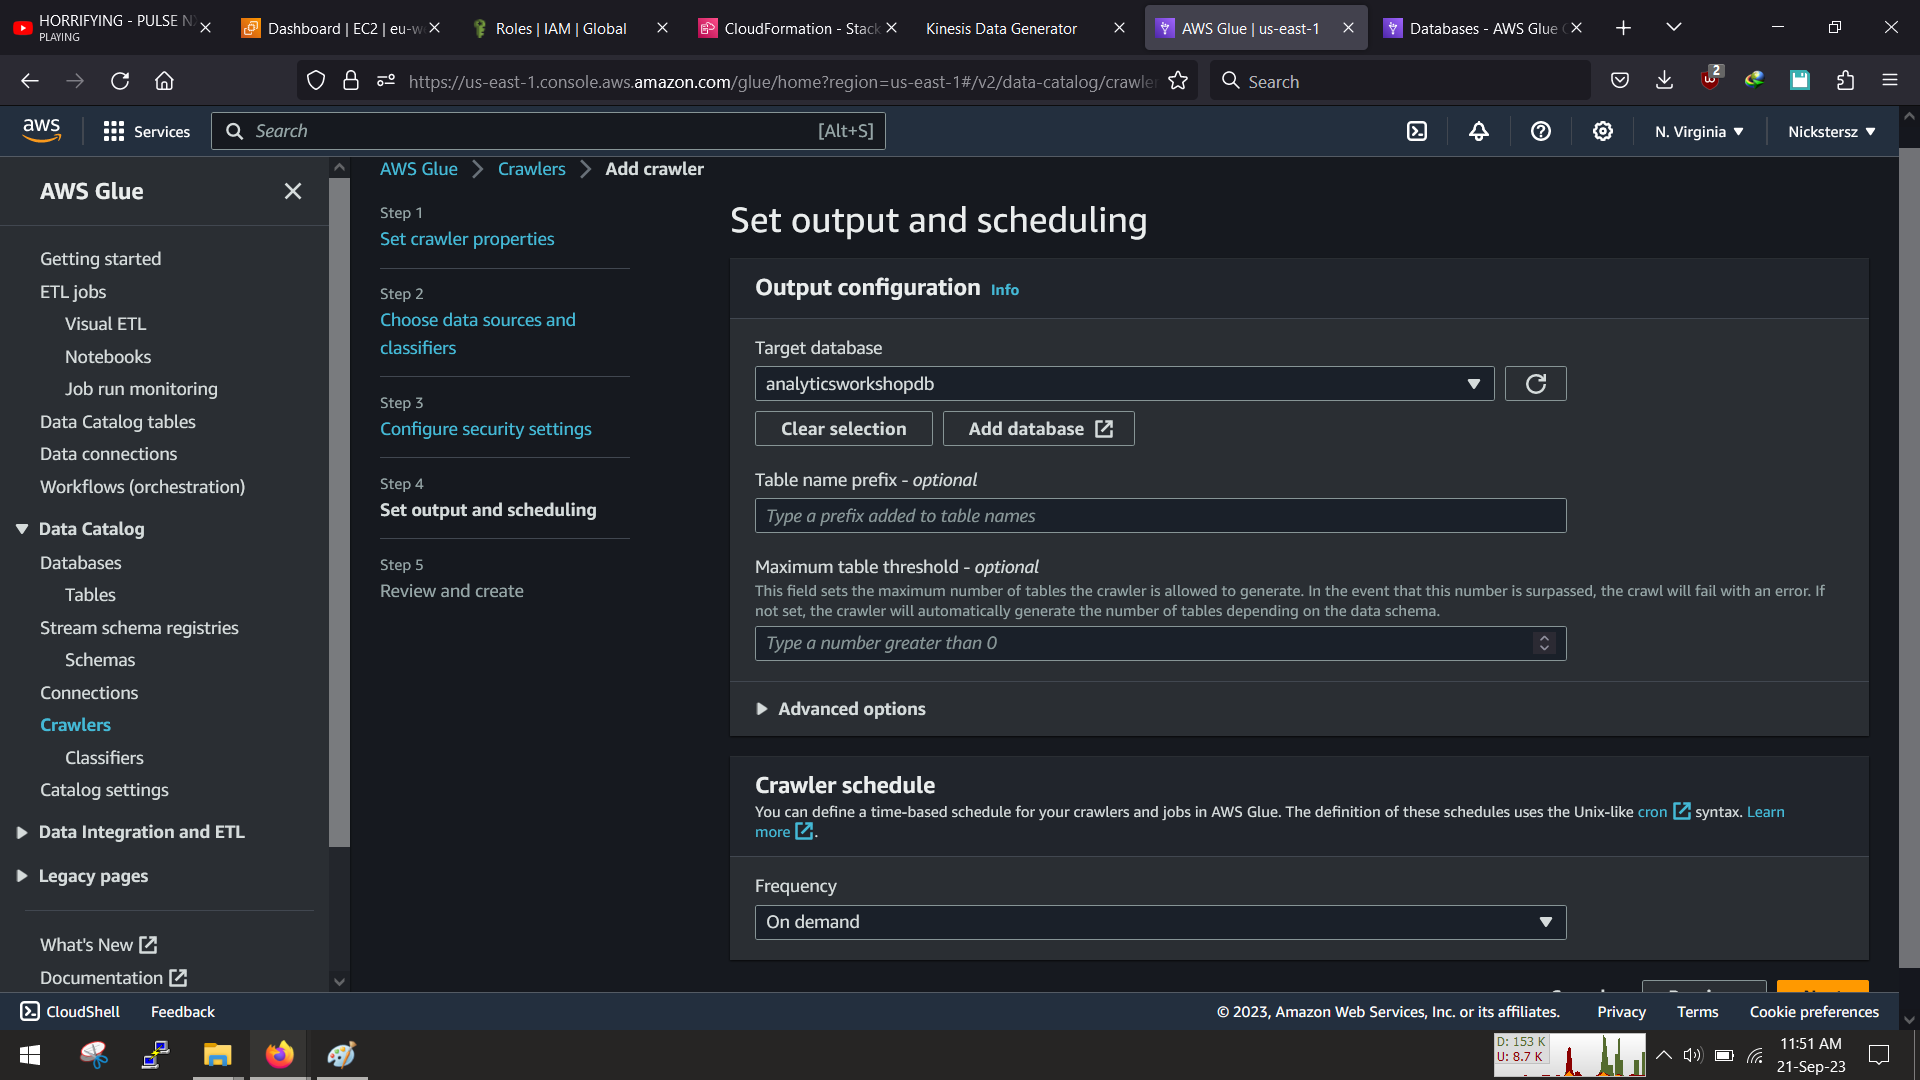 HORRIFYING - PULSE N
PLAYING
Dashboard | EC2 | eu-w
Roles | IAM | Global
CloudFormation - Stack
Kinesis Data Generator
AWS Glue | us-east-1
Databases - AWS Glue
https://us-east-1.console.aws.amazon.com/glue/home?region=us-east-1#/v2/data-catalog/crawler
Search
2
aws
Services
Search
[Alt+S]
N. Virginia
Nickstersz
AWS Glue
Getting started
ETL jobs
Visual ETL
Notebooks
Job run monitoring
Data Catalog tables
Data connections
Workflows (orchestration)
Data Catalog
Databases
Tables
Stream schema registries
Schemas
Connections
Crawlers
Classifiers
Catalog settings
Data Integration and ETL
Legacy pages
What's New
Documentation
AWS Glue
Crawlers
Add crawler
Step 1
Set crawler properties
Step 2
Choose data sources and
classifiers
Step 3
Configure security settings
Step 4
Set output and scheduling
Step 5
Review and create
Set output and scheduling
Output configuration Info
Target database
analyticsworkshopdb
Clear selection
Add database
Table name prefix - optional
Type a prefix added to table names
Maximum table threshold - optional
This field sets the maximum number of tables the crawler is allowed to generate. In the event that this number is surpassed, the crawl will fail with an error. If
not set, the crawler will automatically generate the number of tables depending on the data schema.
Type a number greater than 0
Advanced options
Crawler schedule
You can define a time-based schedule for your crawlers and jobs in AWS Glue. The definition of these schedules uses the Unix-like cron syntax. Learn
more .
Frequency
On demand
CloudShell
Feedback
© 2023, Amazon Web Services, Inc. or its affiliates.
Privacy
Terms
Cookie preferences
D: 153 K
U: 8.7 K
11:51 AM
21-Sep-23